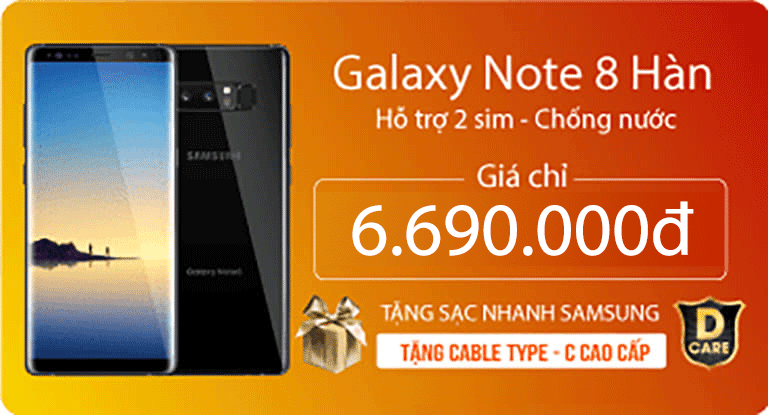 Galaxy Note 8 Hàn
Hỗ trợ 2 sim - Chống nước
Giá chỉ
6.690.000đ
TẶNG SẠC NHANH SAMSUNG
TẶNG CABLE TYPE - C CAO CẤP
D
CARE
SAMSUNG
Galaxy Note8